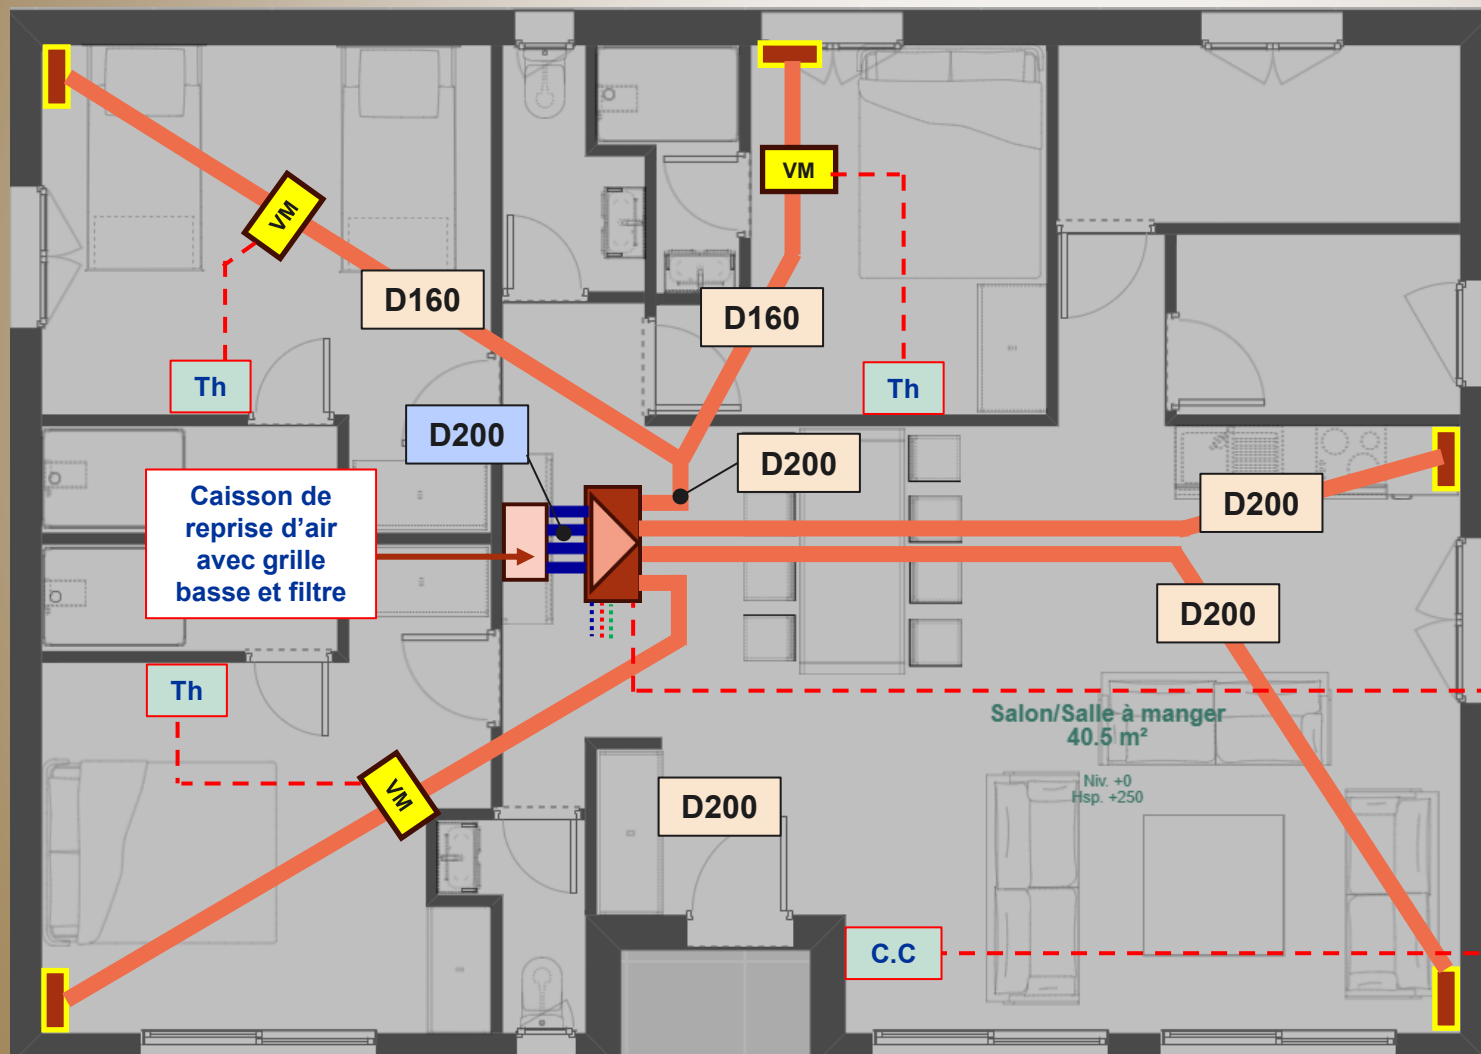 VM
VM
D160
D160
Th
Th
D200
D200
D200
Caisson de
reprise d’air
avec grille
basse et filtre
D200
Th
Salon/Salle à manger
40.5 m²
VM
Niv. +0
Hsp. +250
D200
C.C